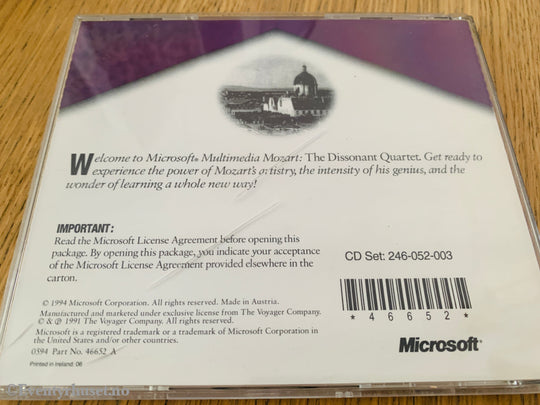 Welcome to Microsoft® Multimedia Mozart: The Dissonant Quartet. Get ready to
experience the power of Mozart's artistry, the intensity of his genius, and the
wonder of learning a whole new way!
IMPORTANT:
Read the Microsoft License Agreement before opening this
package. By opening this package, you indicate your acceptance
of the Microsoft License Agreement provided elsewhere in the
carton.
CD Set: 246-052-003
*46652*
© 1994 Microsoft Corporation. All rights reserved. Made in Austria.
Manufactured and marketed under exclusive license from The Voyager Company.
© & ℗ 1991 The Voyager Company. All rights reserved.
Microsoft is a registered trademark or a trademark of Microsoft Corporation in
the United States and/or other countries.
0594 Part No. 46652 A
Microsoft®
Printed in Ireland: 06
© Eventyrhuset.no